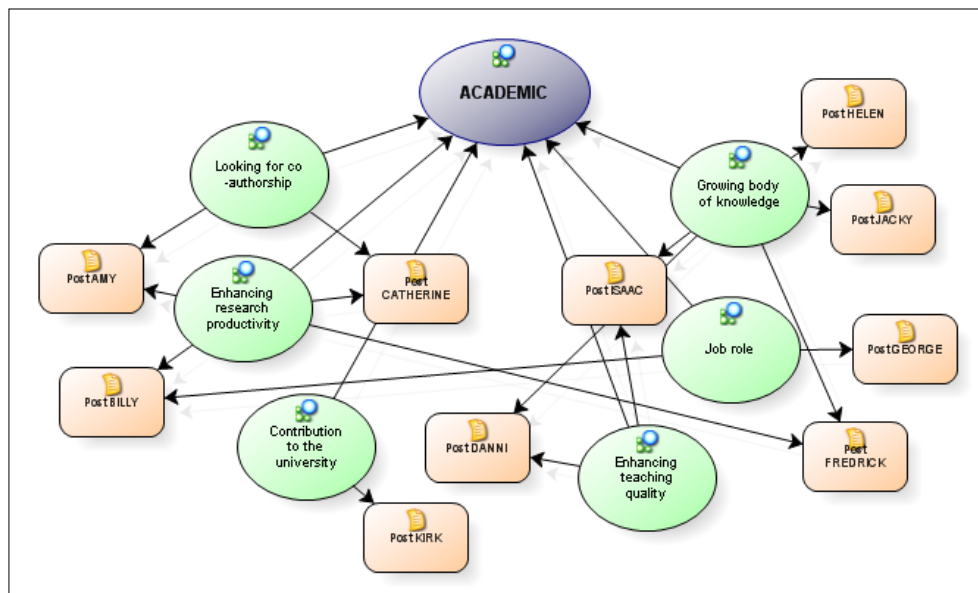 ACADEMIC
PostHELEN
Looking for co
-authorship
Growing body
of knowledge
PostJACKY
PostAMY
Post
CATHERINE
PostISAAC
Enhancing
research
productivity
Job role
PostGEORGE
PostBILLY
Contribution
to the
university
PostDANNI
Enhancing
teaching
quality
Post
FREDRICK
PostKIRK